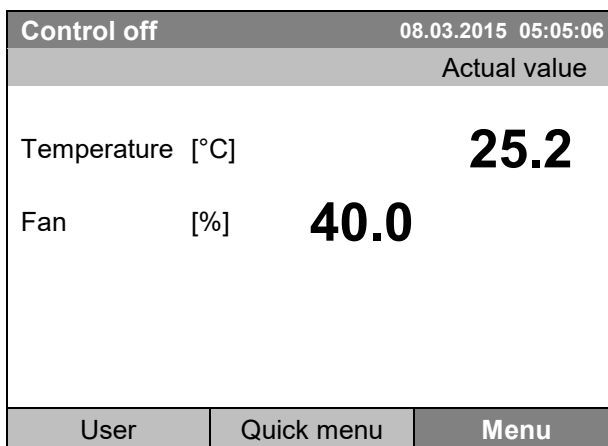 Control off 08.03.2015 05:05:06
Actual value
Temperature [°C] 25.2
Fan [%] 40.0
User Quick menu Menu